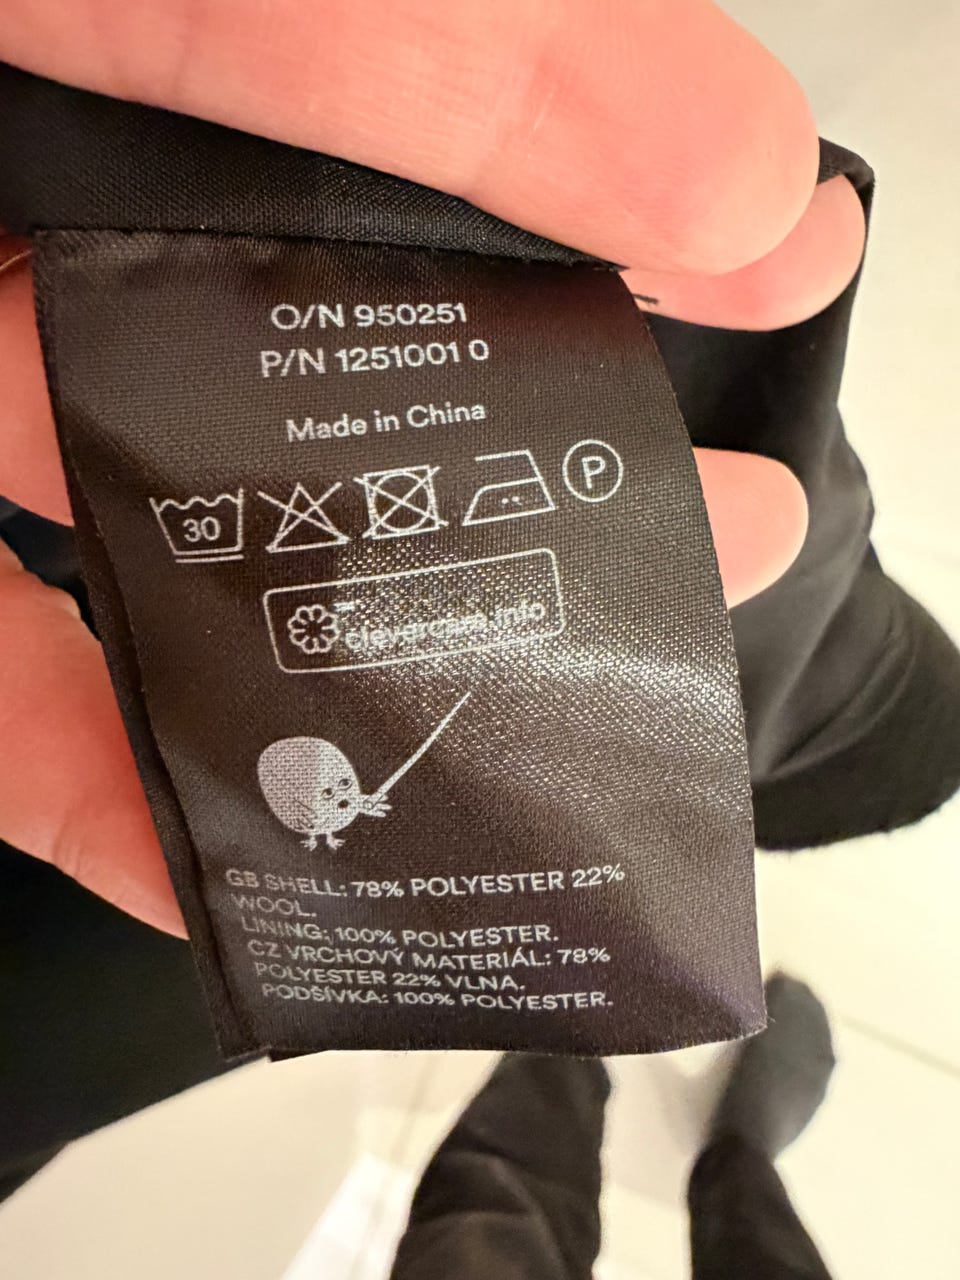 O/N 950251
P/N 1251001 0
Made in China
30
P
clevercare.info
GB SHELL: 78% POLYESTER 22%
WOOL.
LINING: 100% POLYESTER.
CZ VRCHOVÝ MATERIÁL: 78%
POLYESTER 22% VLNA.
PODŠÍVKA: 100% POLYESTER.